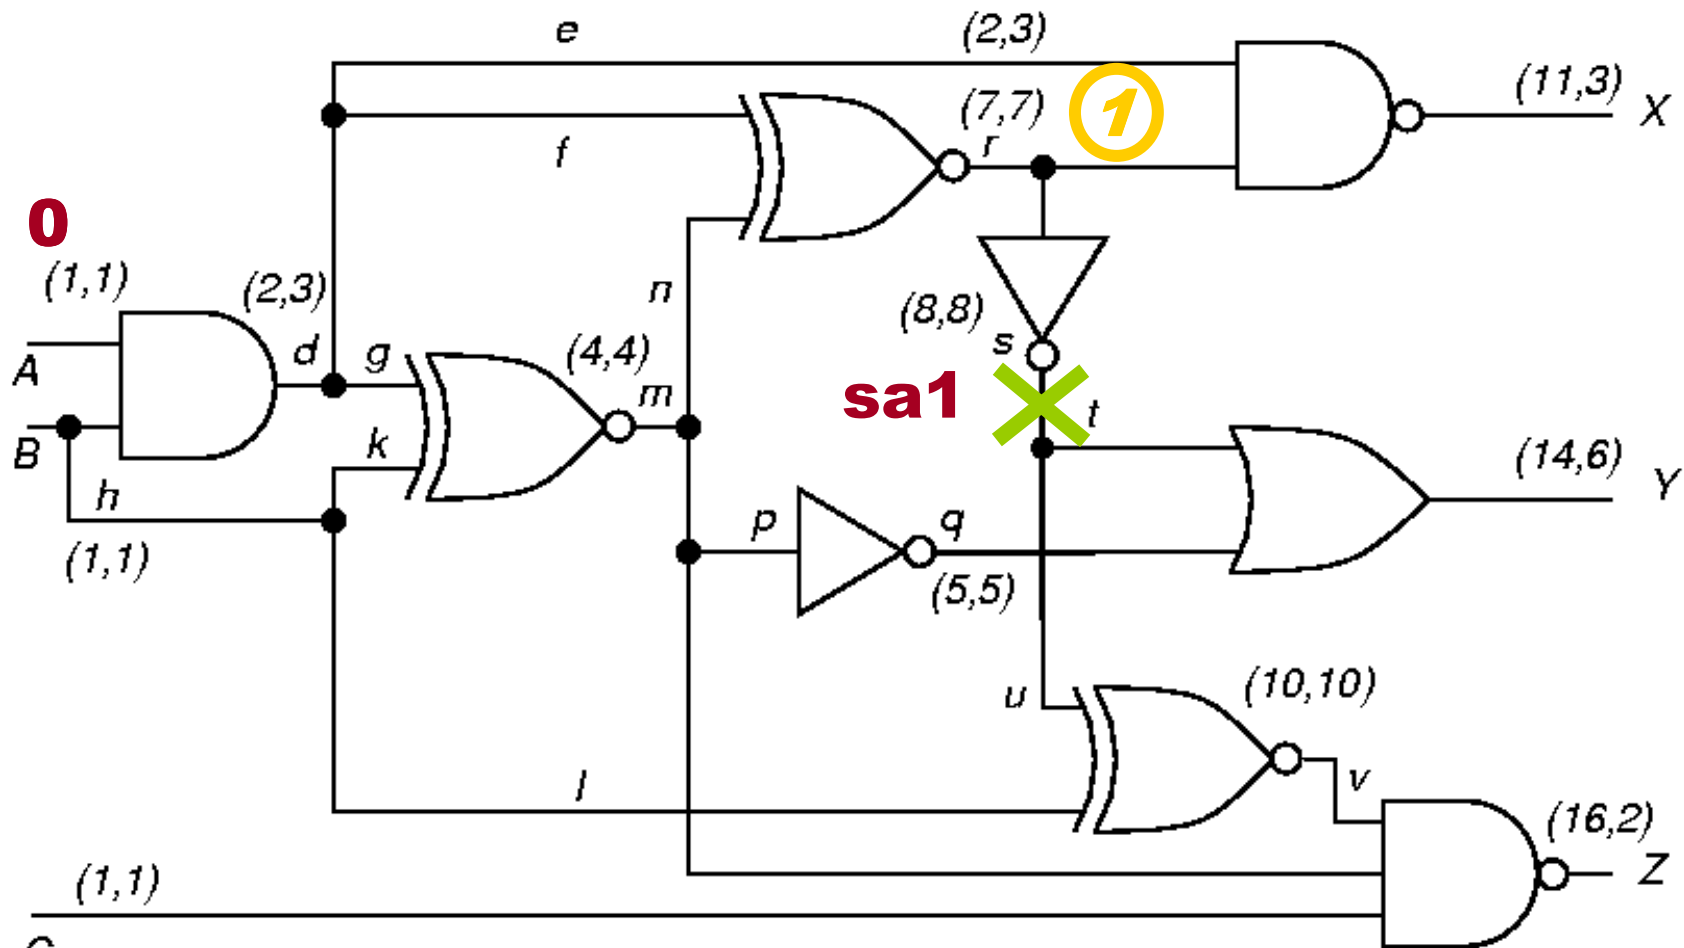 e (2,3)
(11,3) X
(7,7) 1
f r
0
(1,1) (2,3)
n
(8,8)
A d g (4,4) s
m
sa1 t
B k
(14,6) Y
h
p q
(1,1) (5,5)
u (10,10)
l v
(16,2)
Z
(1,1)